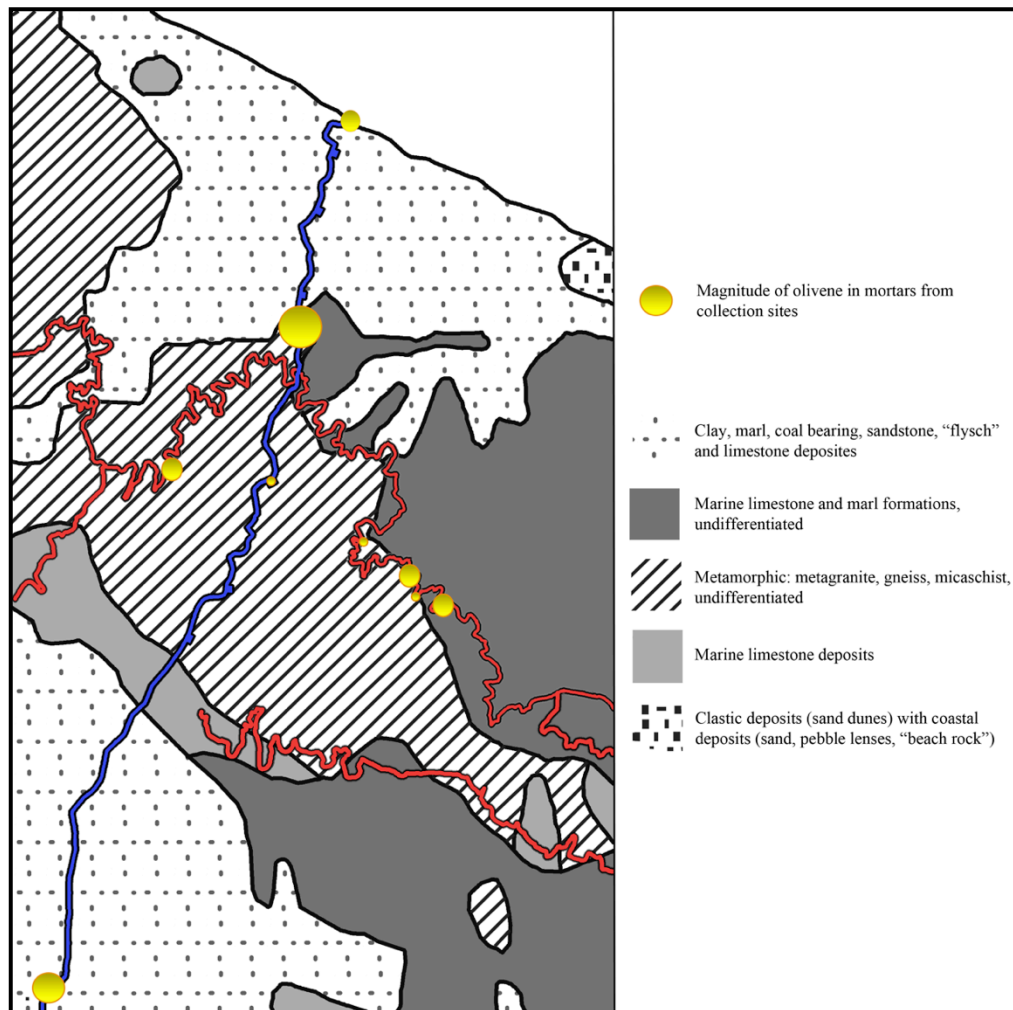 Magnitude of olivene in mortars from
collection sites
Clay, marl, coal bearing, sandstone, “flysch”
and limestone deposites
Marine limestone and marl formations,
undifferentiated
Metamorphic: metagranite, gneiss, micaschist,
undifferentiated
Marine limestone deposits
Clastic deposits (sand dunes) with coastal
deposits (sand, pebble lenses, “beach rock”)